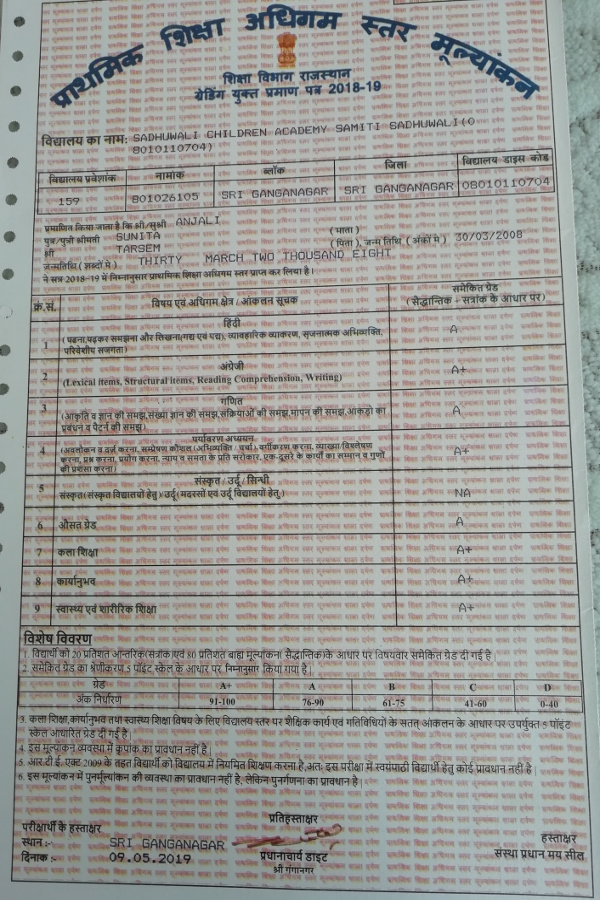 प्राथमिक शिक्षा अधिगम स्तर मूल्यांकन
शिक्षा विभाग राजस्थान
ग्रेडिंग युक्त प्रमाण पत्र 2018-19
विद्यालय का नाम: SADHUWALI CHILDREN ACADEMY SAMITI SADHUWALI(0
8010110704)
विद्यालय प्रवेशांक नामांक ब्लॉक जिला विद्यालय डाइस कोड
159 801026105 SRI GANGANAGAR SRI GANGANAGAR 08010110704
प्रमाणित किया जाता है कि श्री/सुश्री ANJALI
पुत्र/पुत्री श्रीमती SUNITA (माता)
श्री TARSEM (पिता), जन्म तिथि (अंकों में) 30/03/2008
जन्मतिथि (शब्दों में) THIRTY MARCH TWO THOUSAND EIGHT
ने सत्र 2018-19 में निम्नानुसार प्राथमिक शिक्षा अधिगम स्तर प्राप्त कर लिया है।
क्र.सं. विषय एवं अधिगम क्षेत्र / आकलन सूचक समेकित ग्रेड
(सैद्धान्तिक + सत्रांक के आधार पर)
हिंदी
1 (पढ़ना,पढ़कर समझना और लिखना(गद्य एवं पद्य), व्यावहारिक व्याकरण, सृजनात्मक अभिव्यक्ति, A
परिवेशीय सजगता)
अंग्रेजी
2 (Lexical items, Structural items, Reading Comprehension, Writing) A+
गणित
3 (आकृति व ज्ञान की समझ,संख्या ज्ञान की समझ,संक्रियाओं की समझ,मापन की समझ,आंकड़ों का A
प्रबंधन व पैटर्न की समझ)
पर्यावरण अध्ययन
4 (अवलोकन व दर्ज करना, सम्प्रेषण कौशल (अभिव्यक्ति / चर्चा), वर्गीकरण करना, व्याख्या/विश्लेषण A+
करना, प्रश्न करना, प्रयोग करना, न्याय व समता के प्रति सरोकार, एक-दूसरे के कार्यों का सम्मान व गुणों
की प्रशंसा करना)
संस्कृत / उर्दू / सिन्धी
5 संस्कृत(संस्कृत विद्यालयों हेतु)/ उर्दू( मदरसों एवं उर्दू विद्यालयों हेतु) NA
6 औसत ग्रेड A
7 कला शिक्षा A+
8 कार्यानुभव A+
9 स्वास्थ्य एवं शारीरिक शिक्षा A+
विशेष विवरण
1. विद्यार्थी को 20 प्रतिशत आन्तरिक(सत्रांक)एवं 80 प्रतिशत बाह्य मूल्यांकन( सैद्धान्तिक)के आधार पर विषयवार समेकित ग्रेड दी गई है|
2. समेकित ग्रेड का श्रेणीकरण 5 पॉइंट स्केल के आधार पर निम्नानुसार किया गया है|
ग्रेड A+ A B C D
अंक निर्धारण 91-100 76-90 61-75 41-60 0-40
3. कला शिक्षा,कार्यानुभव तथा स्वास्थ्य शिक्षा विषय के लिए विद्यालय स्तर पर शैक्षिक कार्य एवं गतिविधियों के सतत् आंकलन के आधार पर उपर्युक्त 5 पॉइंट
स्केल आधारित ग्रेड दी गई है|
4. इस मूल्यांकन व्यवस्था में कृपांक का प्रावधान नहीं है|
5. आर.टी.ई. एक्ट 2009 के तहत विद्यार्थी को विद्यालय में नियमित शिक्षण करना है,अतः इस परीक्षा में स्वयंपाठी विद्यार्थी हेतु कोई प्रावधान नहीं है|
6. इस मूल्यांकन में पुनर्मूल्यांकन की व्यवस्था का प्रावधान नहीं है, लेकिन पुनर्गणना का प्रावधान है|
प्रतिहस्ताक्षर
परीक्षार्थी के हस्ताक्षर
स्थान :- SRI GANGANAGAR हस्ताक्षर
दिनांक :- 09.05.2019 प्रधानाचार्य डाइट संस्था प्रधान मय सील
श्री गंगानगर